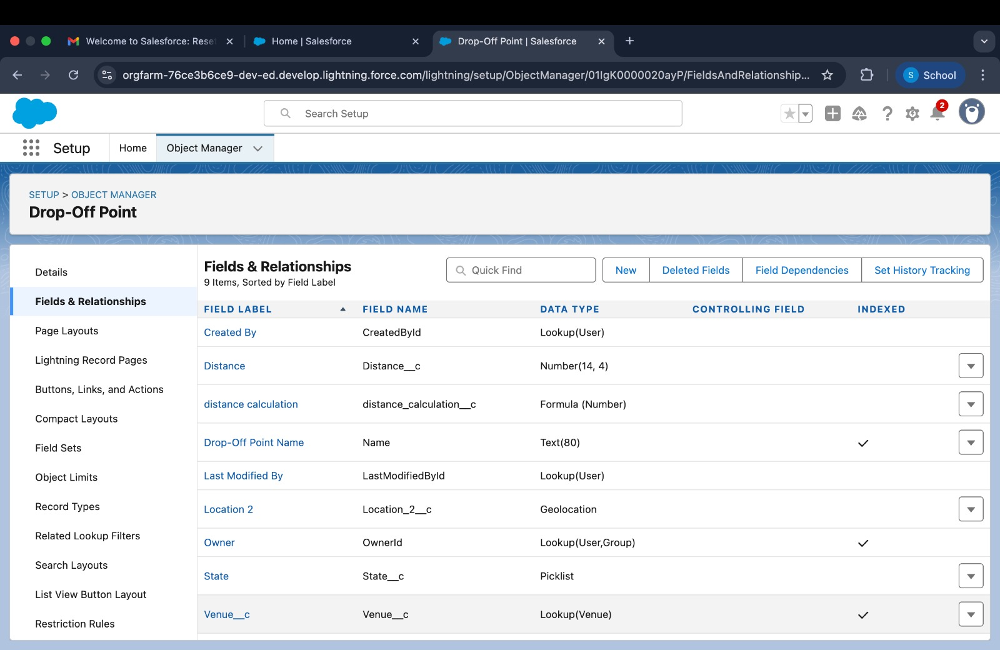 Welcome to Salesforce: Rese
Home | Salesforce
Drop-Off Point | Salesforce
orgfarm-76ce3b6ce9-dev-ed.develop.lightning.force.com/lightning/setup/ObjectManager/01IgK0000020ayP/FieldsAndRelationship...
S School
Search Setup
2
Setup
Home
Object Manager
SETUP > OBJECT MANAGER
Drop-Off Point
Details
Fields & Relationships
Page Layouts
Lightning Record Pages
Buttons, Links, and Actions
Compact Layouts
Field Sets
Object Limits
Record Types
Related Lookup Filters
Search Layouts
List View Button Layout
Restriction Rules
Fields & Relationships
9 Items, Sorted by Field Label
Quick Find
New
Deleted Fields
Field Dependencies
Set History Tracking
FIELD LABEL FIELD NAME DATA TYPE CONTROLLING FIELD INDEXED
Created By CreatedById Lookup(User)
Distance Distance__c Number(14, 4)
distance calculation distance_calculation__c Formula (Number)
Drop-Off Point Name Name Text(80)
Last Modified By LastModifiedById Lookup(User)
Location 2 Location_2__c Geolocation
Owner OwnerId Lookup(User,Group)
State State__c Picklist
Venue__c Venue__c Lookup(Venue)